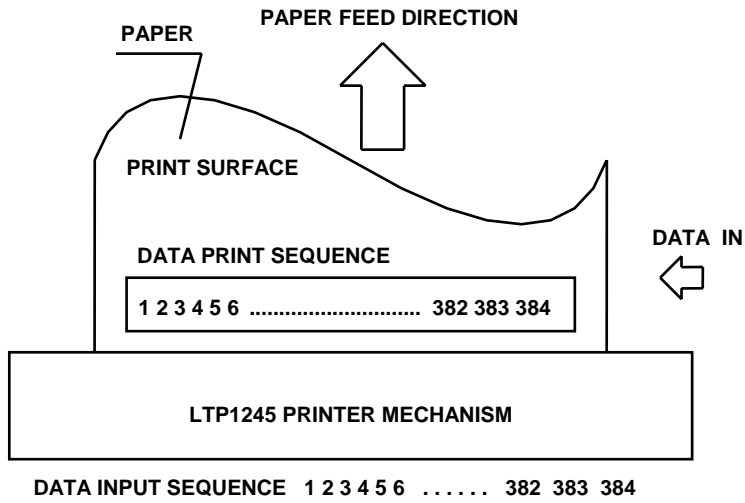 PAPER FEED DIRECTION
PAPER
PRINT SURFACE
DATA IN
DATA PRINT SEQUENCE
1 2 3 4 5 6 ............................. 382 383 384
LTP1245 PRINTER MECHANISM
DATA INPUT SEQUENCE 1 2 3 4 5 6 . . . . . . 382 383 384